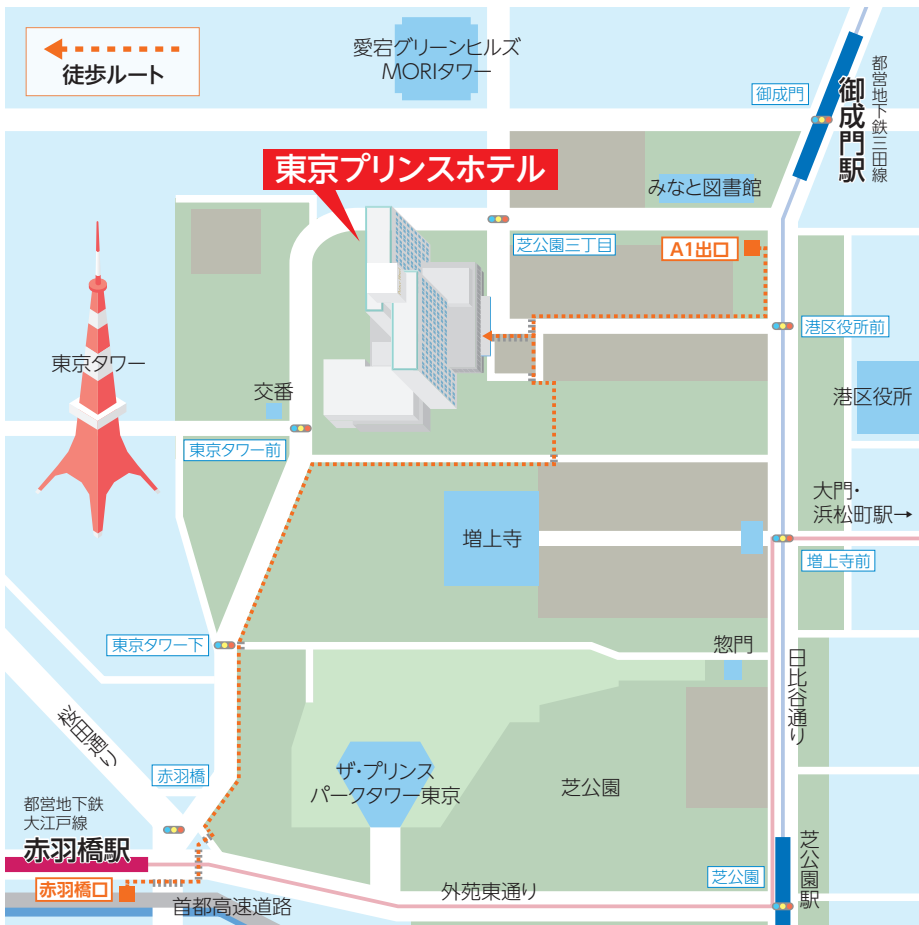 徒歩ルート
愛宕グリーンヒルズ
MORIタワー
御成門
御成門駅
都営地下鉄三田線
東京プリンスホテル
みなと図書館
芝公園三丁目
A1出口
港区役所前
東京タワー
交番
港区役所
東京タワー前
大門・
浜松町駅→
増上寺
増上寺前
東京タワー下
惣門
日比谷通り
桜田通り
赤羽橋
ザ・プリンス
パークタワー東京
芝公園
都営地下鉄
大江戸線
赤羽橋駅
芝公園駅
芝公園
赤羽橋口
外苑東通り
首都高速道路